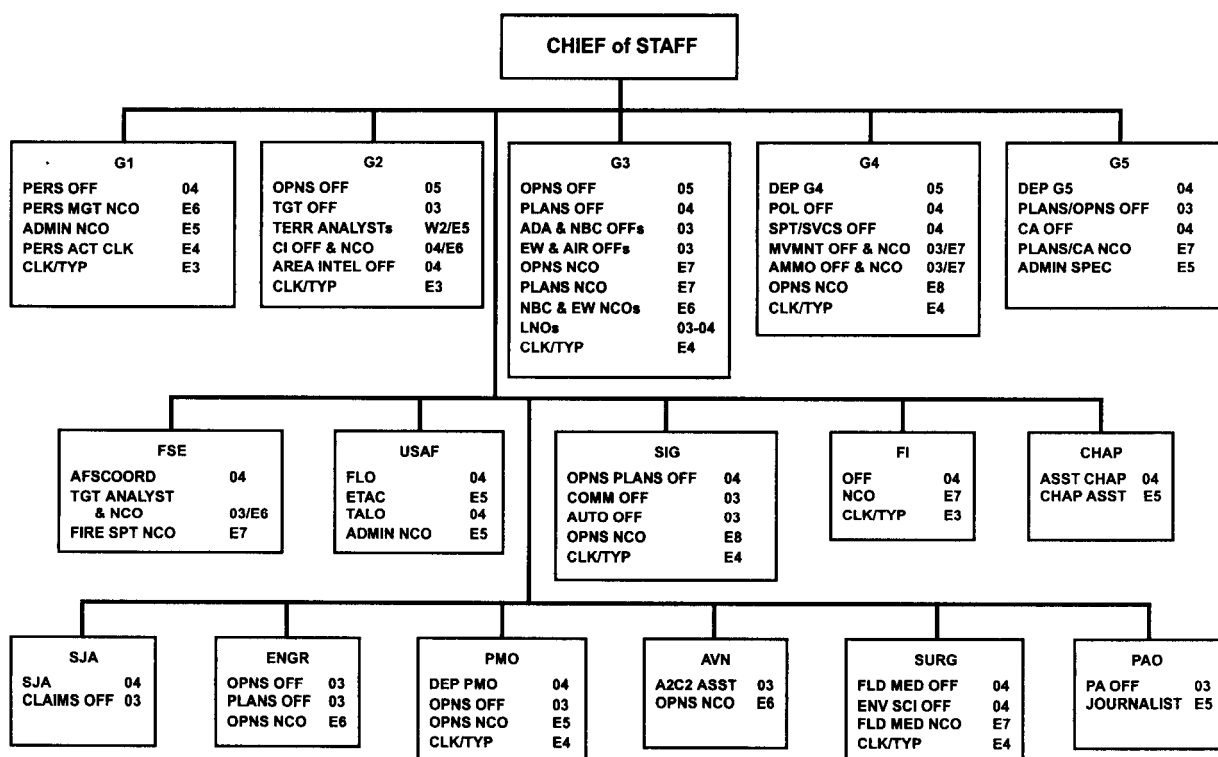 CHIEF of STAFF
G1
PERS OFF 04
PERS MGT NCO E6
ADMIN NCO E5
PERS ACT CLK E4
CLK/TYP E3
G2
OPNS OFF 05
TGT OFF 03
TERR ANALYSTs W2/E5
CI OFF & NCO 04/E6
AREA INTEL OFF 04
CLK/TYP E3
G3
OPNS OFF 05
PLANS OFF 04
ADA & NBC OFFs 03
EW & AIR OFFs 03
OPNS NCO E7
PLANS NCO E7
NBC & EW NCOs E6
LNOs 03-04
CLK/TYP E4
G4
DEP G4 05
POL OFF 04
SPT/SVCS OFF 04
MVMNT OFF & NCO 03/E7
AMMO OFF & NCO 03/E7
OPNS NCO E8
CLK/TYP E4
G5
DEP G5 04
PLANS/OPNS OFF 03
CA OFF 04
PLANS/CA NCO E7
ADMIN SPEC E5
FSE
AFSCOORD 04
TGT ANALYST
& NCO 03/E6
FIRE SPT NCO E7
USAF
FLO 04
ETAC E5
TALO 04
ADMIN NCO E5
SIG
OPNS PLANS OFF 04
COMM OFF 03
AUTO OFF 03
OPNS NCO E8
CLK/TYP E4
FI
OFF 04
NCO E7
CLK/TYP E3
CHAP
ASST CHAP 04
CHAP ASST E5
SJA
SJA 04
CLAIMS OFF 03
ENGR
OPNS OFF 03
PLANS OFF 03
OPNS NCO E6
PMO
DEP PMO 04
OPNS OFF 03
OPNS NCO E5
CLK/TYP E4
AVN
A2C2 ASST 03
OPNS NCO E6
SURG
FLD MED OFF 04
ENV SCI OFF 04
FLD MED NCO E7
CLK/TYP E4
PAO
PA OFF 03
JOURNALIST E5